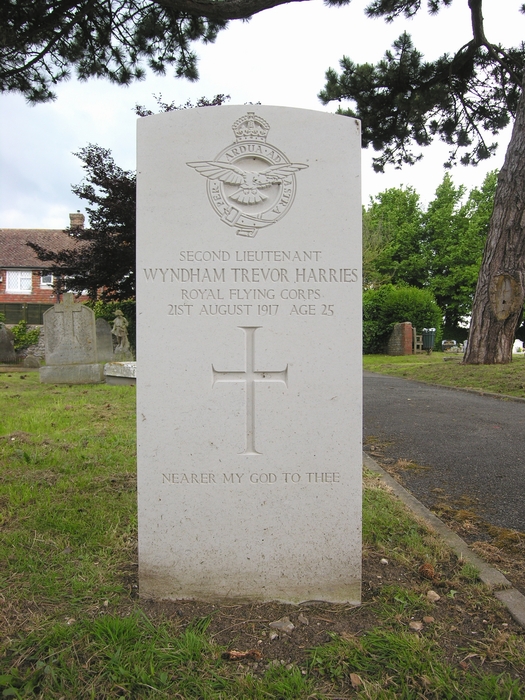 PER · ARDUA · AD · ASTRA
SECOND LIEUTENANT
WYNDHAM TREVOR HARRIES
ROYAL FLYING CORPS
21ST AUGUST 1917 AGE 25
NEARER MY GOD TO THEE